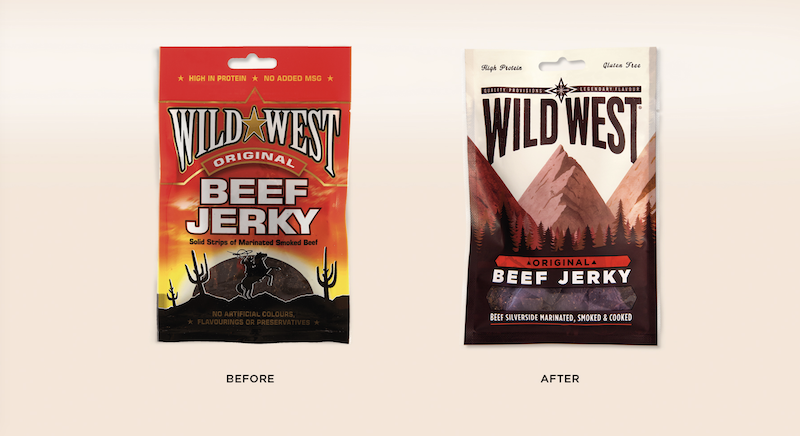 ★ HIGH IN PROTEIN ★ NO ADDED MSG ★
WILD★WEST
ORIGINAL
BEEF
JERKY
Solid Strips of Marinated Smoked Beef
NO ARTIFICIAL COLOURS,
★ FLAVOURINGS OR PRESERVATIVES ★
BEFORE
High Protein
Gluten Free
QUALITY PROVISIONS
LEGENDARY FLAVOUR
WILD WEST
ORIGINAL
BEEF JERKY
BEEF SILVERSIDE MARINATED, SMOKED & COOKED
AFTER